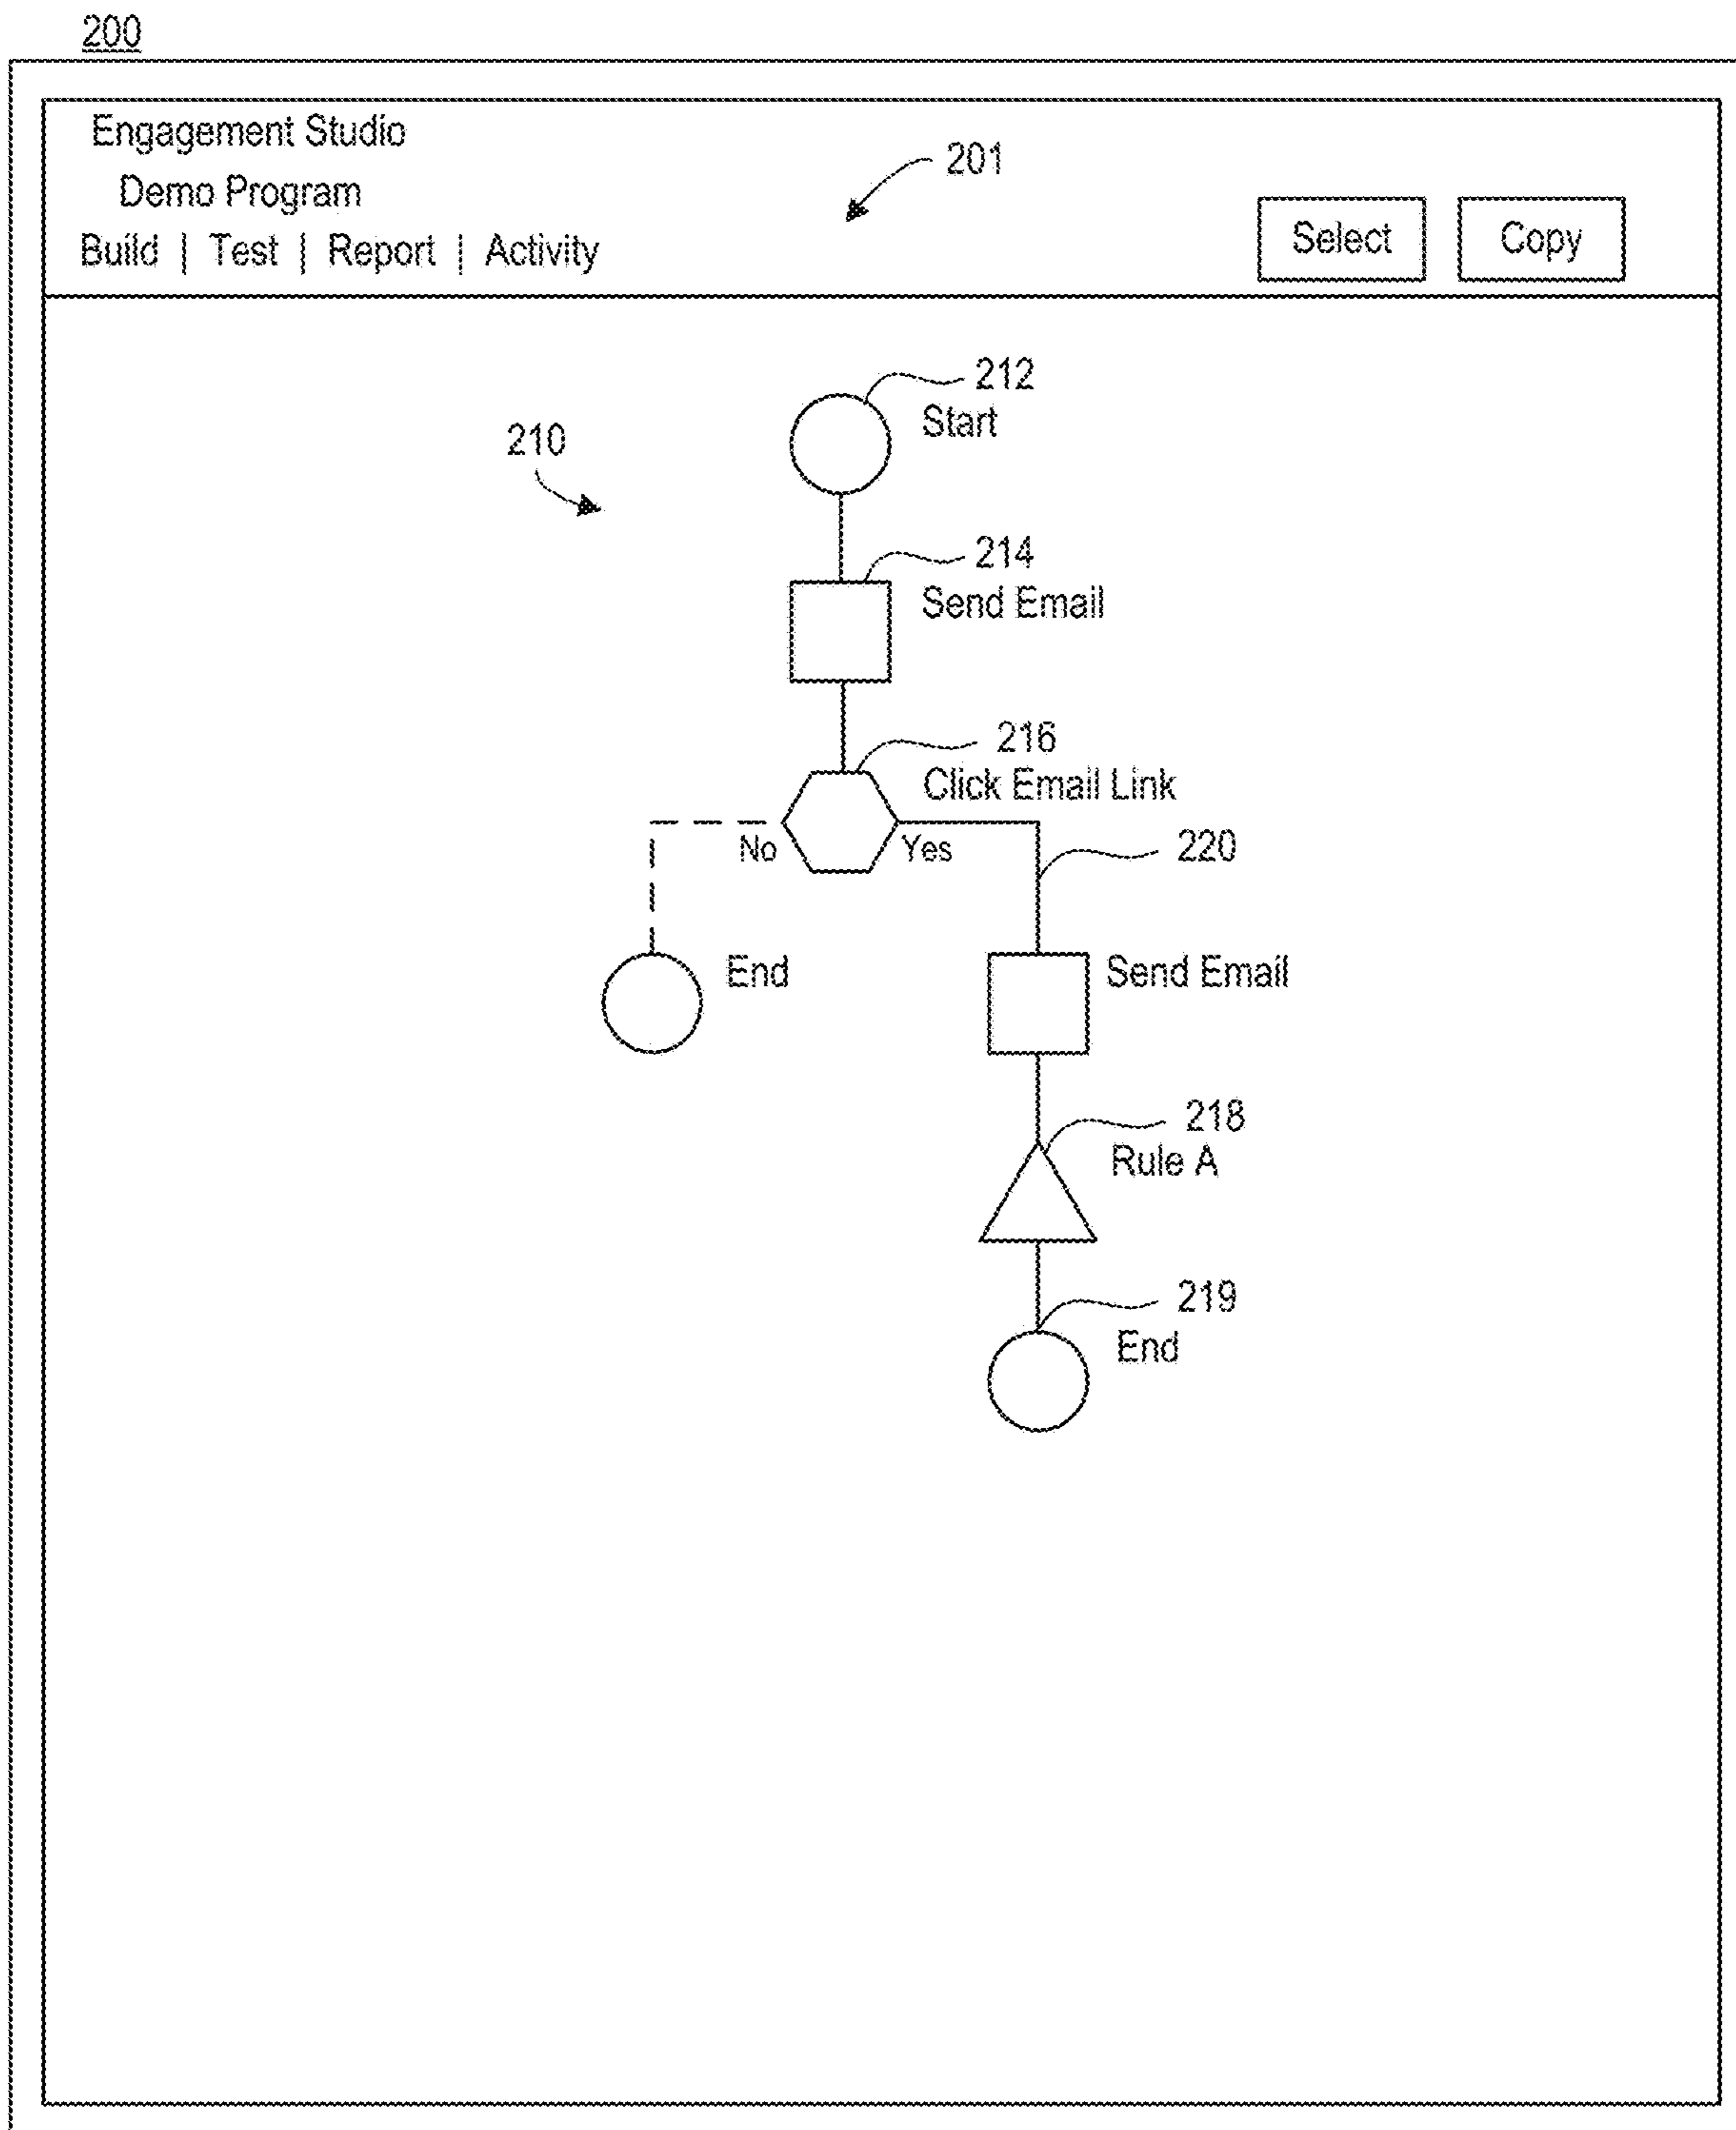 200
Engagement Studio
201
Demo Program
Build | Test | Report | Activity
Select
Copy
212
Start
210
214
Send Email
216
Click Email Link
No
Yes
220
End
Send Email
218
Rule A
219
End